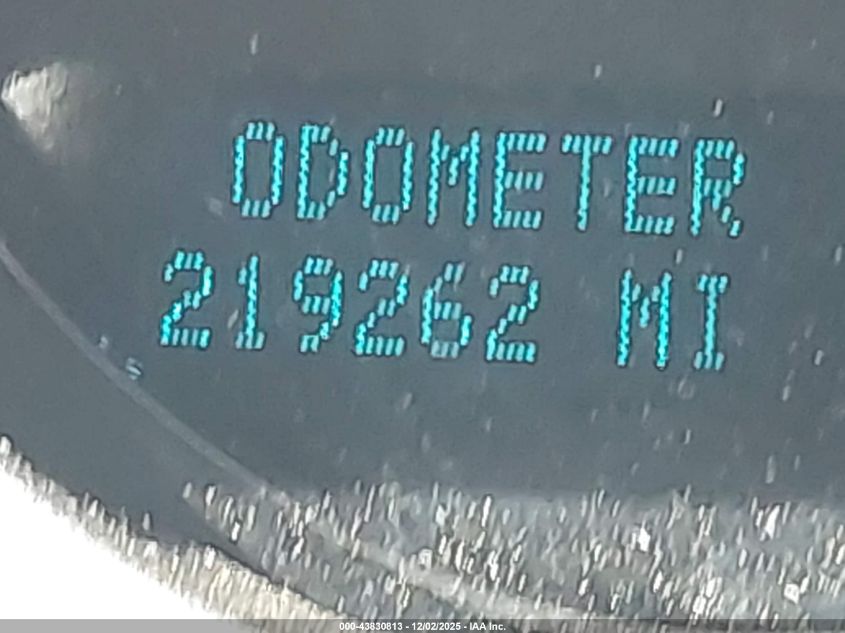 ODOMETER
219262 MI
000-43830813 - 12/02/2025 - IAA Inc.